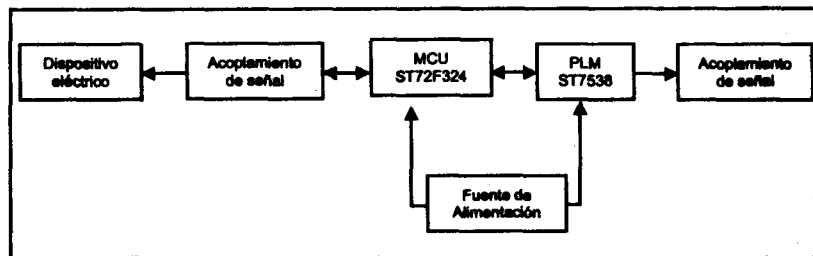 Dispositivo
eléctrico
Acoplamiento
de señal
MCU
ST72F324
PLM
ST7538
Acoplamiento
de señal
Fuente de
Alimentación